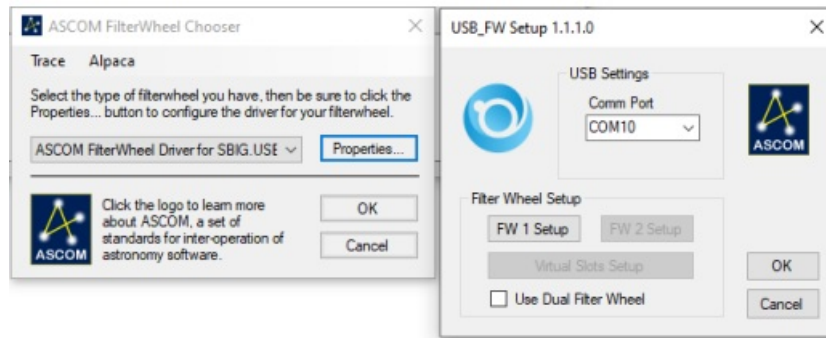 ASCOM FilterWheel Chooser
Trace Alpaca
Select the type of filterwheel you have, then be sure to click the
Properties... button to configure the driver for your filterwheel.
ASCOM FilterWheel Driver for SBIG.USE
Properties...
Click the logo to learn more
about ASCOM, a set of
standards for inter-operation of
astronomy software.
ASCOM
OK
Cancel
USB_FW Setup 1.1.1.0
USB Settings
Comm Port
COM10
ASCOM
Filter Wheel Setup
FW 1 Setup
FW 2 Setup
Virtual Slots Setup
Use Dual Filter Wheel
OK
Cancel